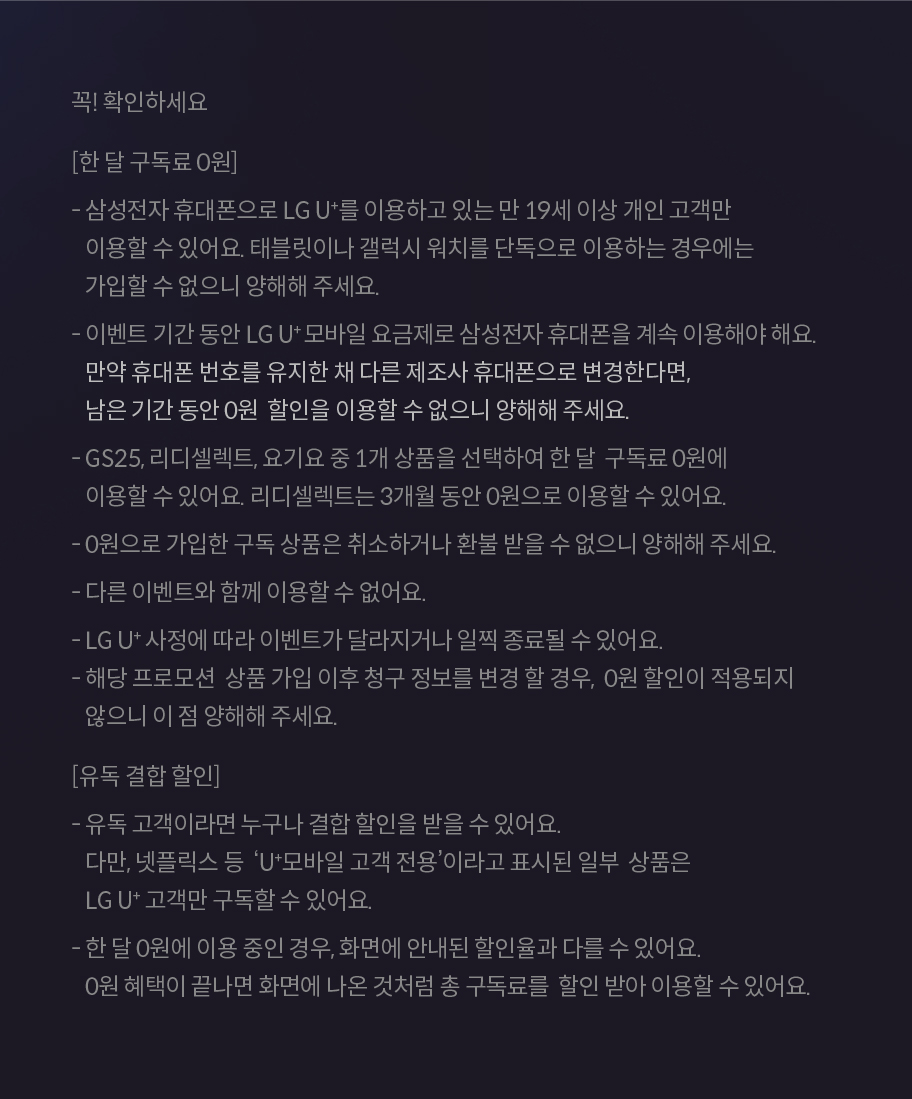 꼭! 확인하세요
[한 달 구독료 0원]
- 삼성전자 휴대폰으로 LG U⁺를 이용하고 있는 만 19세 이상 개인 고객만
이용할 수 있어요. 태블릿이나 갤럭시 워치를 단독으로 이용하는 경우에는
가입할 수 없으니 양해해 주세요.
- 이벤트 기간 동안 LG U⁺ 모바일 요금제로 삼성전자 휴대폰을 계속 이용해야 해요.
만약 휴대폰 번호를 유지한 채 다른 제조사 휴대폰으로 변경한다면,
남은 기간 동안 0원 할인을 이용할 수 없으니 양해해 주세요.
- GS25, 리디셀렉트, 요기요 중 1개 상품을 선택하여 한 달 구독료 0원에
이용할 수 있어요. 리디셀렉트는 3개월 동안 0원으로 이용할 수 있어요.
- 0원으로 가입한 구독 상품은 취소하거나 환불 받을 수 없으니 양해해 주세요.
- 다른 이벤트와 함께 이용할 수 없어요.
- LG U⁺ 사정에 따라 이벤트가 달라지거나 일찍 종료될 수 있어요.
- 해당 프로모션 상품 가입 이후 청구 정보를 변경 할 경우, 0원 할인이 적용되지
않으니 이 점 양해해 주세요.
[유독 결합 할인]
- 유독 고객이라면 누구나 결합 할인을 받을 수 있어요.
다만, 넷플릭스 등 ‘U⁺모바일 고객 전용’이라고 표시된 일부 상품은
LG U⁺ 고객만 구독할 수 있어요.
- 한 달 0원에 이용 중인 경우, 화면에 안내된 할인율과 다를 수 있어요.
0원 혜택이 끝나면 화면에 나온 것처럼 총 구독료를 할인 받아 이용할 수 있어요.